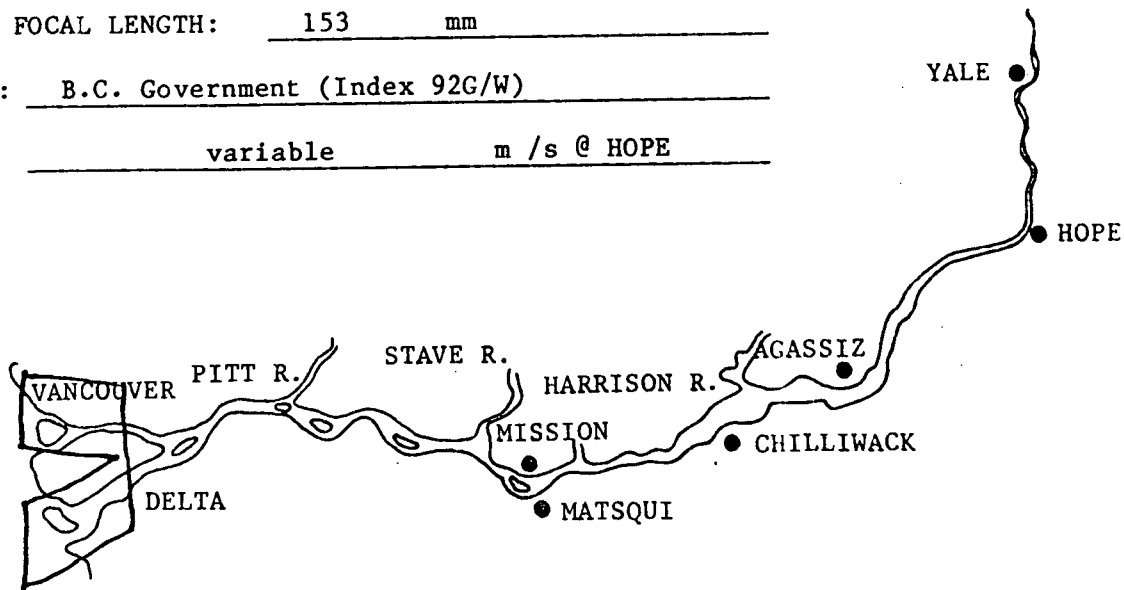 FOCAL LENGTH: 153 mm
: B.C. Government (Index 92G/W)
variable m /s @ HOPE
YALE
HOPE
AGASSIZ
STAVE R.
PITT R.
HARRISON R.
VANCOUVER
MISSION
CHILLIWACK
DELTA
MATSQUI